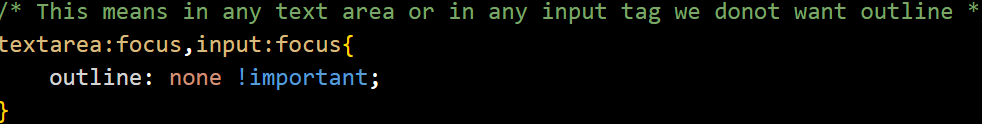 /* This means in any text area or in any input tag we donot want outline *
textarea:focus,input:focus{
    outline: none !important;
}